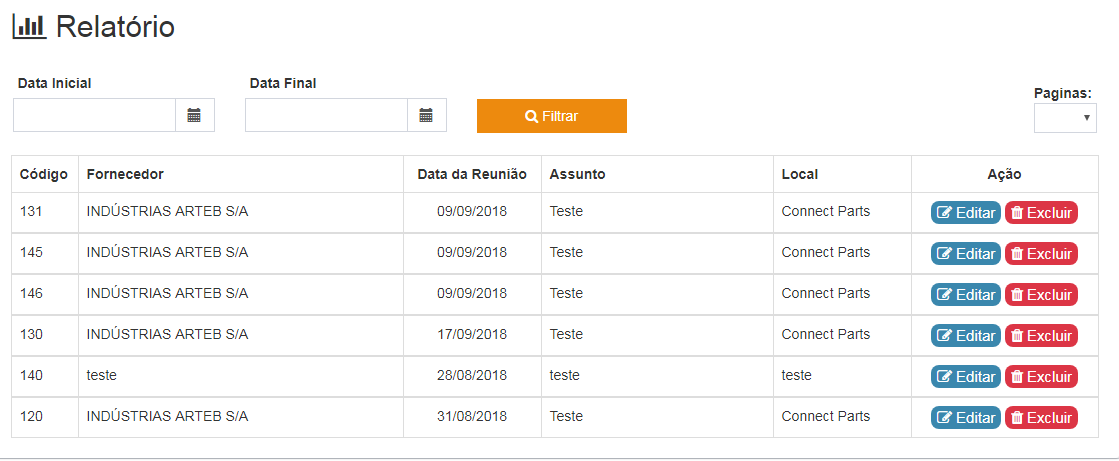 Relatório
Data Inicial Data Final
Paginas:
Filtrar
Código Fornecedor Data da Reunião Assunto Local Ação
131 INDÚSTRIAS ARTEB S/A 09/09/2018 Teste Connect Parts Editar Excluir
145 INDÚSTRIAS ARTEB S/A 09/09/2018 Teste Connect Parts Editar Excluir
146 INDÚSTRIAS ARTEB S/A 09/09/2018 Teste Connect Parts Editar Excluir
130 INDÚSTRIAS ARTEB S/A 17/09/2018 Teste Connect Parts Editar Excluir
140 teste 28/08/2018 teste teste Editar Excluir
120 INDÚSTRIAS ARTEB S/A 31/08/2018 Teste Connect Parts Editar Excluir